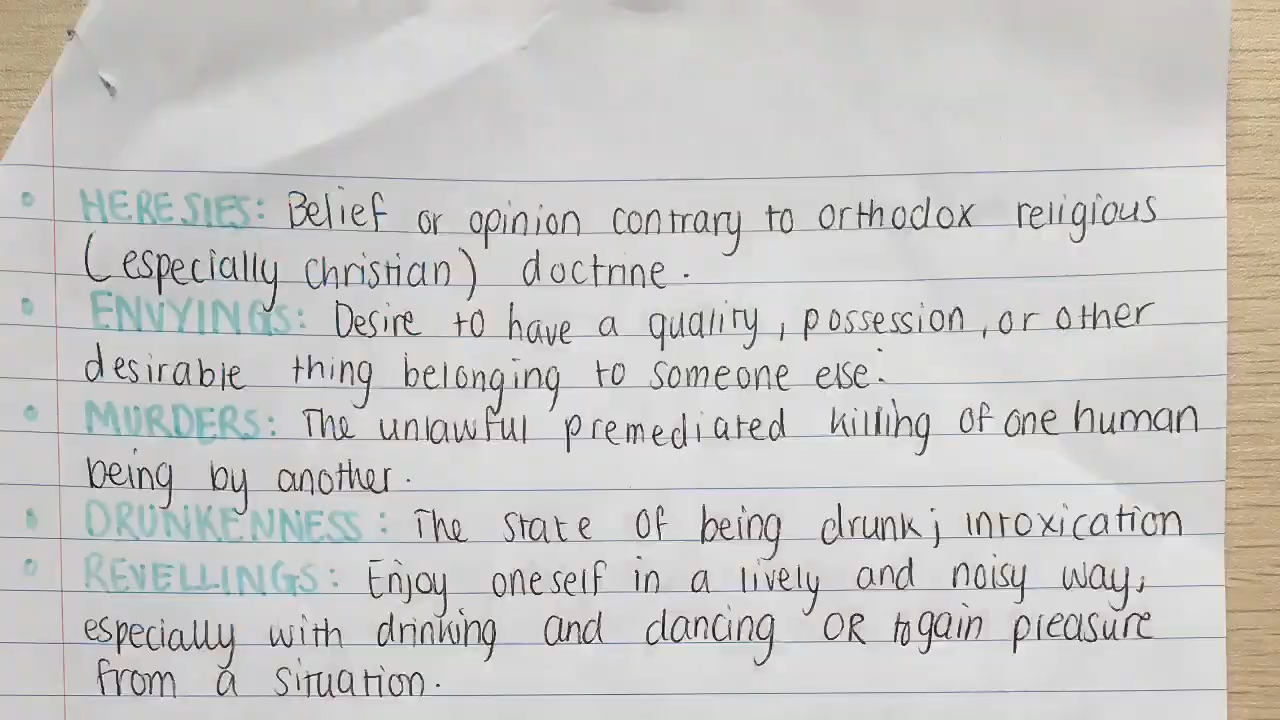 • HERESIES: Belief or opinion contrary to orthodox religious
(especially christian) doctrine.
• ENVYINGS: Desire to have a quality, possession, or other
desirable thing belonging to someone else.
• MURDERS: The unlawful premediated killing of one human
being by another.
• DRUNKENNESS: The state of being drunk; intoxication
• REVELLINGS: Enjoy oneself in a lively and noisy way,
especially with drinking and dancing OR to gain pleasure
from a situation.